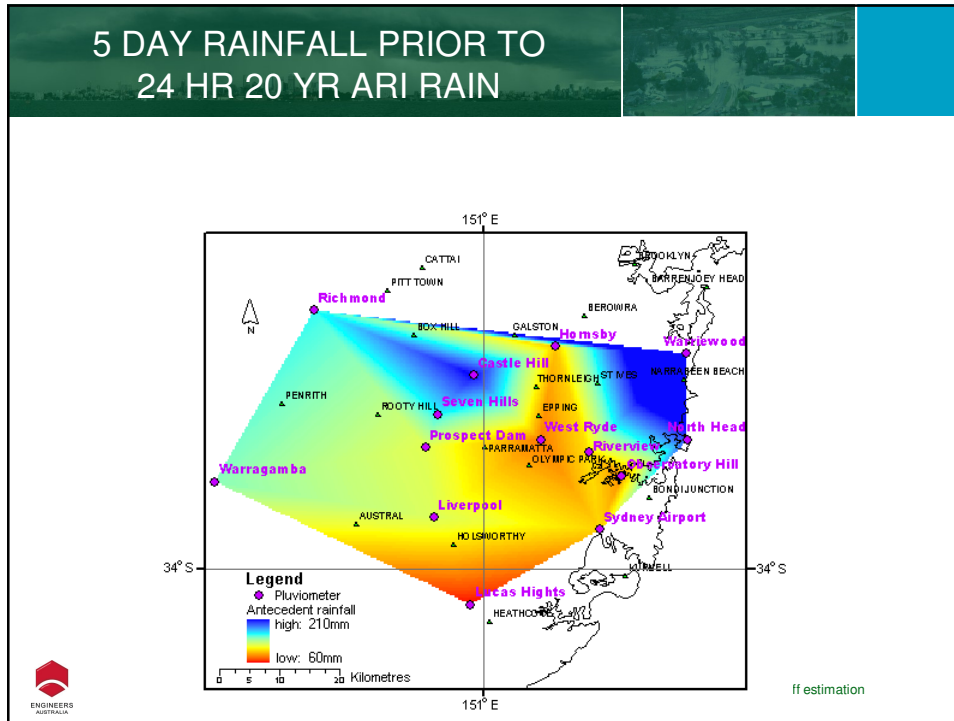 5 DAY RAINFALL PRIOR TO
24 HR 20 YR ARI RAIN
151° E
CATTAI
BROOKLYN
PITT TOWN
BARRENJOEY HEAD
Richmond
BEROWRA
N
BOX HILL
GALSTON
Hornsby
Warriewood
Castle Hill
THORNLEIGH
ST IVES
NARRABEEN BEACH
PENRITH
ROOTY HILL
Seven Hills
EPPING
West Ryde
North Head
Prospect Dam
PARRAMATTA
Riverview
OLYMPIC PARK
Observatory Hill
Warragamba
BONDI JUNCTION
Liverpool
AUSTRAL
Sydney Airport
HOLSWORTHY
34° S
34° S
KURNELL
Legend
Pluviometer
Lucas Hights
Antecedent rainfall
HEATHCOTE
high: 210mm
low: 60mm
Kilometres
0 5 10 20
ENGINEERS
AUSTRALIA
ff estimation
151° E